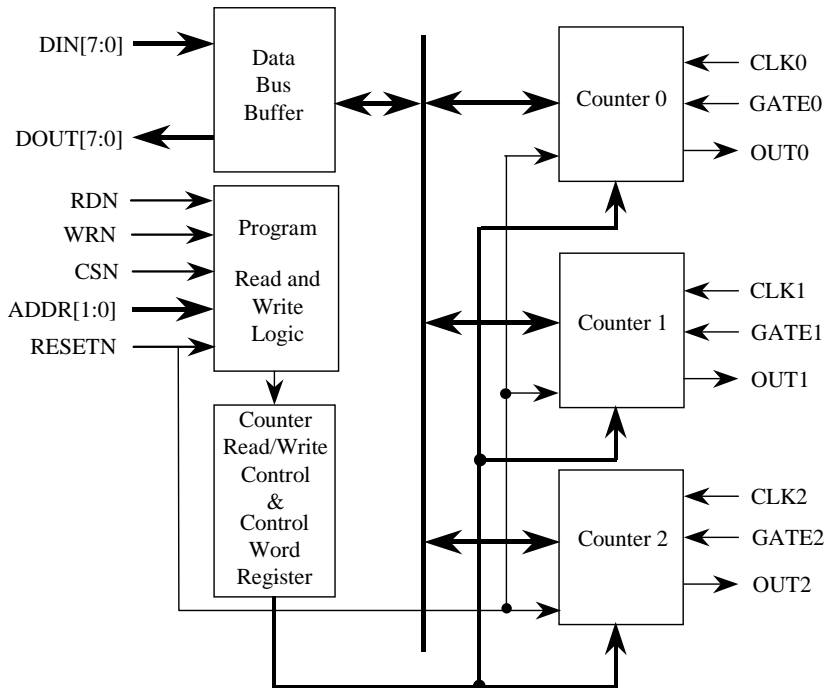 DIN[7:0]
DOUT[7:0]
Data
Bus
Buffer
RDN
WRN
CSN
ADDR[1:0]
RESETN
Program
Read and
Write
Logic
Counter
Read/Write
Control
&
Control
Word
Register
Counter 0
CLK0
GATE0
OUT0
Counter 1
CLK1
GATE1
OUT1
Counter 2
CLK2
GATE2
OUT2